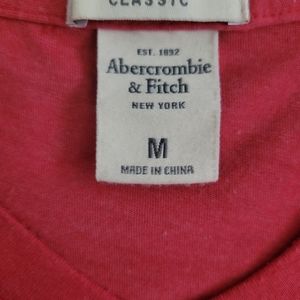 CLASSIC
EST. 1892
Abercrombie
& Fitch
NEW YORK
M
MADE IN CHINA